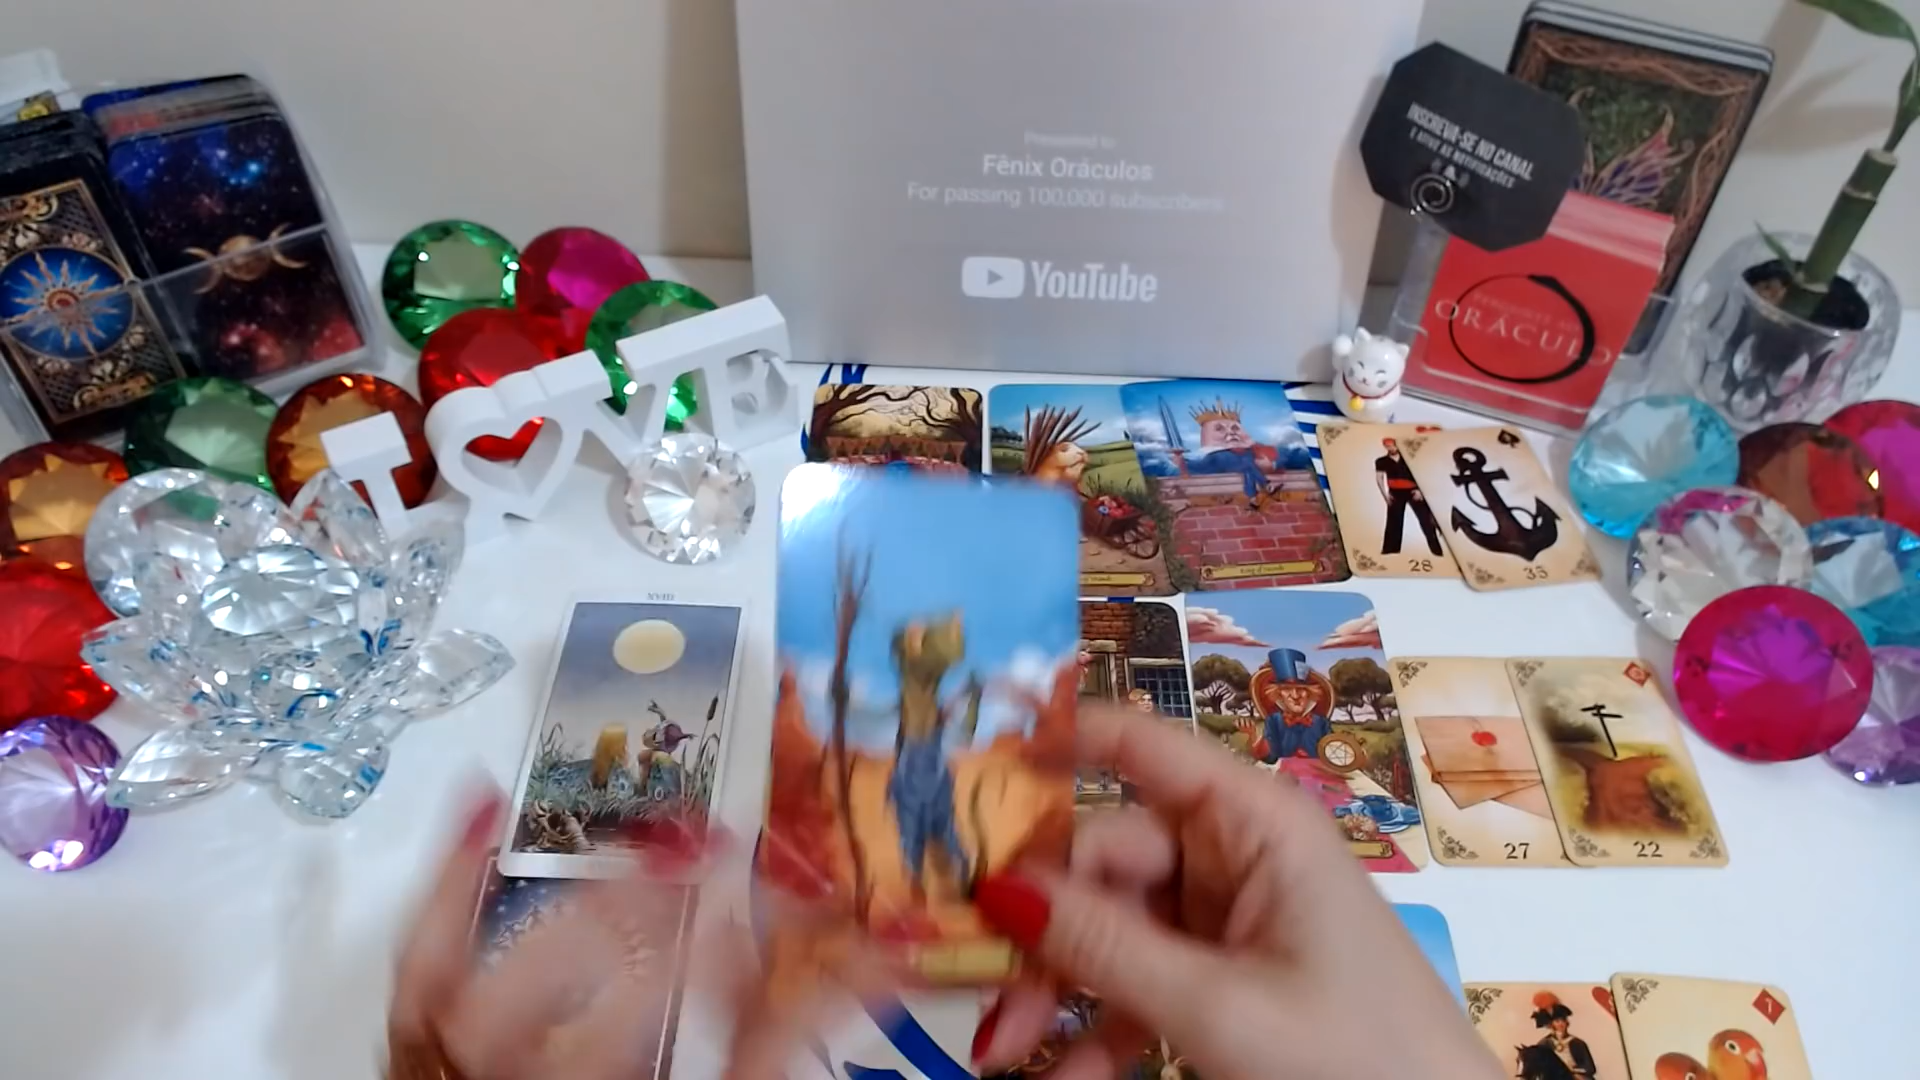 Presented to
Fênix Oráculos
For passing 100,000 subscribers
YouTube
INSCREVA-SE NO CANAL
E ATIVE AS NOTIFICAÇÕES
ORÁCULO
LOVE
XVIII
King of Swords
28
35
27
22